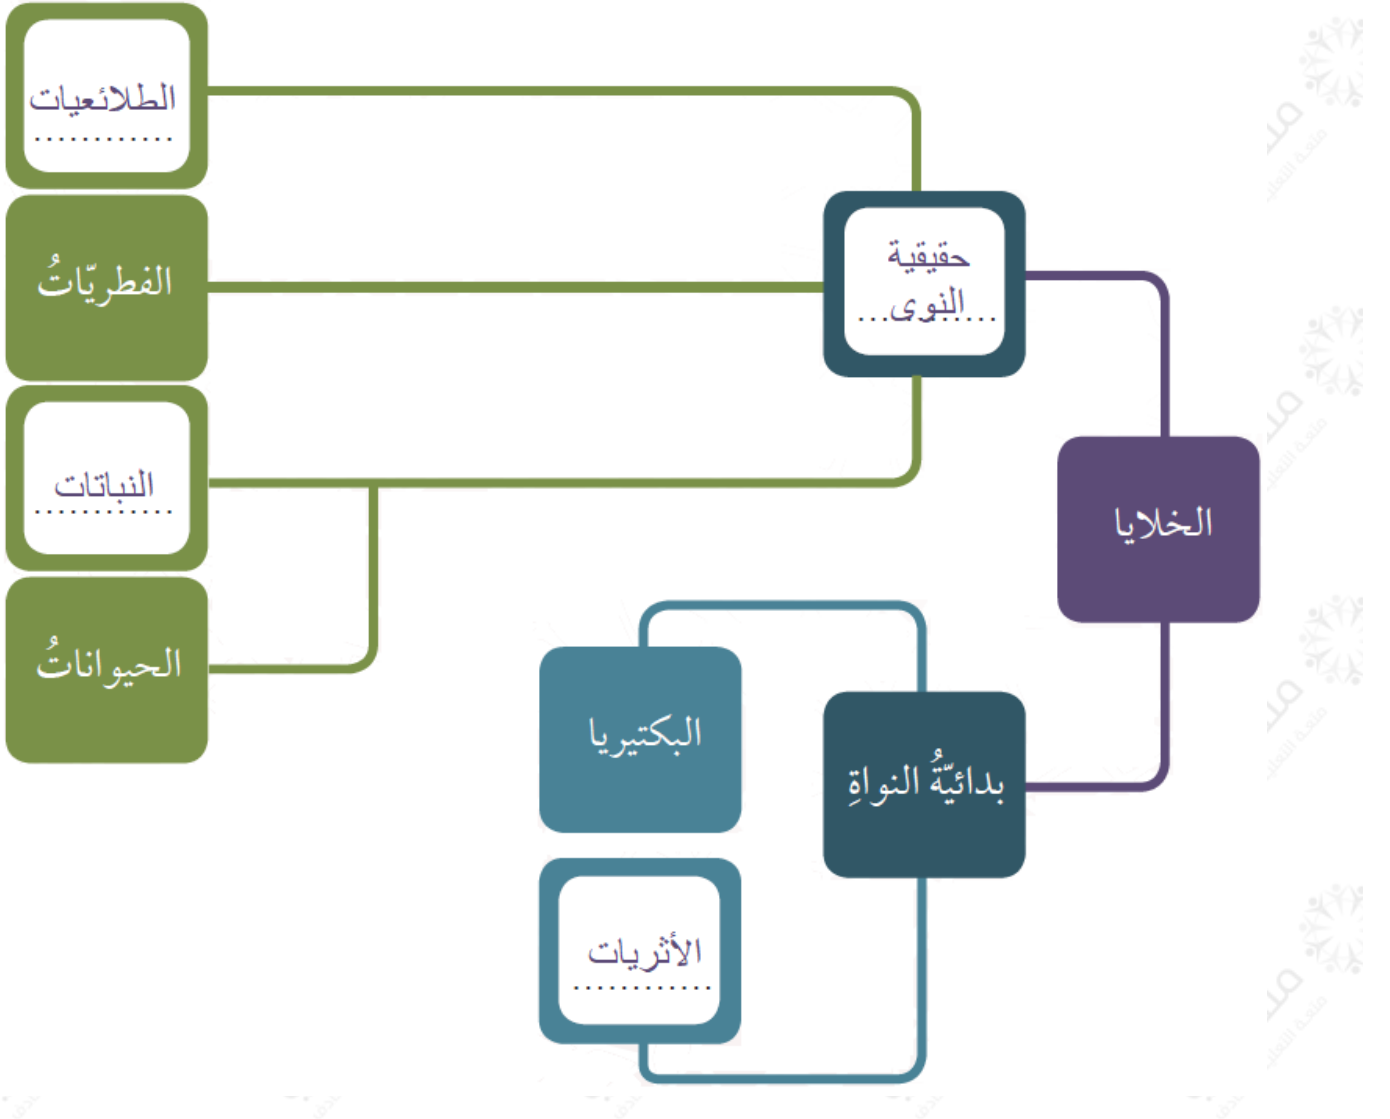 الطلائعيات
............
الفطريّاتُ
النباتات
............
الحيواناتُ
حقيقية
النوى
............
الخلايا
بدائيّةُ النواةِ
البكتيريا
الأثريات
............